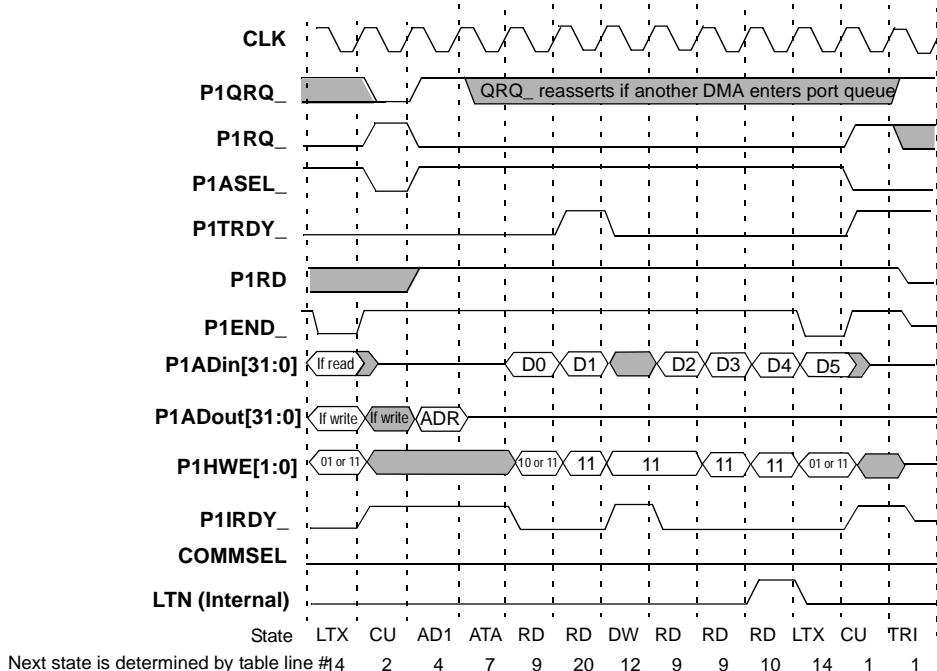 CLK
P1QRQ_ QRQ_ reasserts if another DMA enters port queue
P1RQ_
P1ASEL_
P1TRDY_
P1RD
P1END_
P1ADin[31:0] If read D0 D1 D2 D3 D4 D5
P1ADout[31:0] If write If write ADR
P1HWE[1:0] 01 or 11 10 or 11 11 11 11 11 01 or 11
P1IRDY_
COMMSEL
LTN (Internal)
State LTX CU AD1 ATA RD RD DW RD RD RD LTX CU TRI
Next state is determined by table line #14 2 4 7 9 20 12 9 9 10 14 1 1